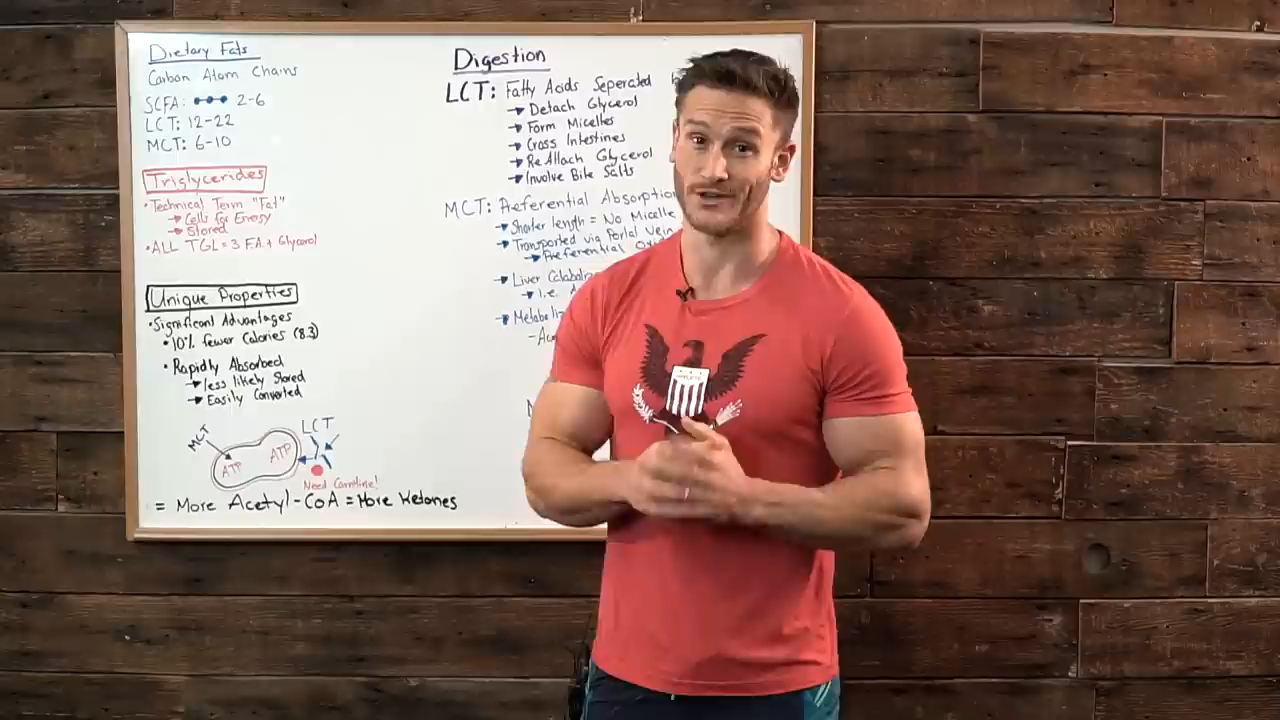 Dietary Fats
Carbon Atom Chains
SCFA: 2-6
LCT: 12-22
MCT: 6-10
Triglycerides
• Technical Term "Fat"
→ Cells for Energy
→ Stored
• ALL TGL = 3 FA + Glycerol
Unique Properties
• Significant Advantages
• 10% fewer Calories (8.3)
• Rapidly Absorbed
→ less likely Stored
→ Easily Converted
MCT
ATP
ATP
LCT
Need Carnitine!
= More Acetyl-CoA = More Ketones
Digestion
LCT: Fatty Acids Seperated
→ Detach Glycerol
→ Form Micelles
→ Cross Intestines
→ Re Attach Glycerol
→ Involve Bile Salts
MCT: Preferential Absorption
→ Shorter length = No Micelle
→ Transported via Portal Vein
→ Preferential
→ Liver
→ I.e.